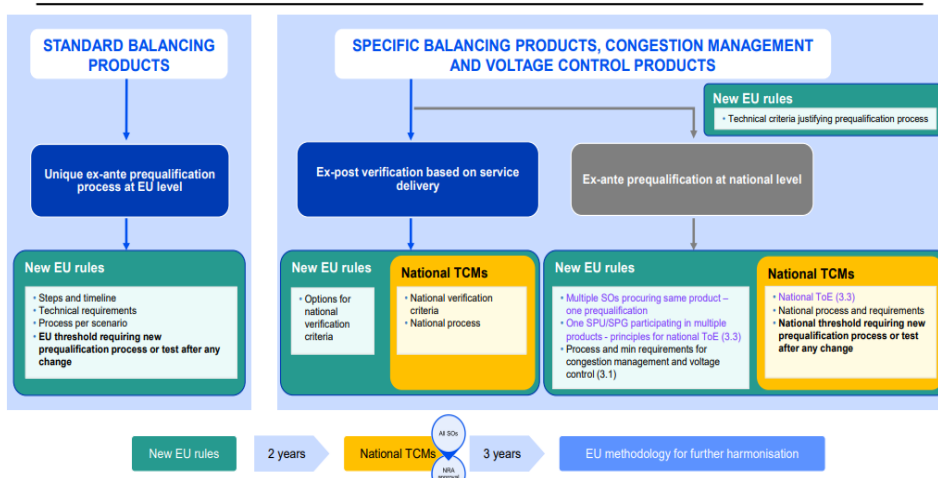 STANDARD BALANCING
PRODUCTS
SPECIFIC BALANCING PRODUCTS, CONGESTION MANAGEMENT
AND VOLTAGE CONTROL PRODUCTS
New EU rules
• Technical criteria justifying prequalification process
Unique ex-ante prequalification
process at EU level
Ex-post verification based on service
delivery
Ex-ante prequalification at national level
New EU rules
• Steps and timeline
• Technical requirements
• Process per scenario
• EU threshold requiring new
prequalification process or test after any
change
New EU rules
• Options for
national
verification
criteria
National TCMs
• National verification
criteria
• National process
New EU rules
• Multiple SOs procuring same product –
one prequalification
• One SPU/SPG participating in multiple
products - principles for national ToE (3.3)
• Process and min requirements for
congestion management and voltage
control (3.1)
National TCMs
• National ToE (3.3)
• National process and requirements
• National threshold requiring new
prequalification process or test
after any change
New EU rules
2 years
National TCMs
All SOs
NRA
approval
3 years
EU methodology for further harmonisation